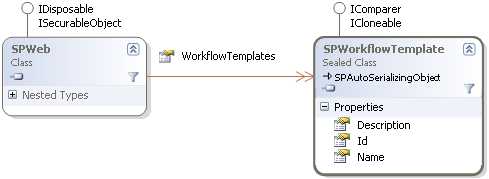 IDisposable
ISecurableObject
SPWeb
Class
Nested Types
WorkflowTemplates
IComparer
ICloneable
SPWorkflowTemplate
Sealed Class
SPAutoSerializingObject
Properties
Description
Id
Name